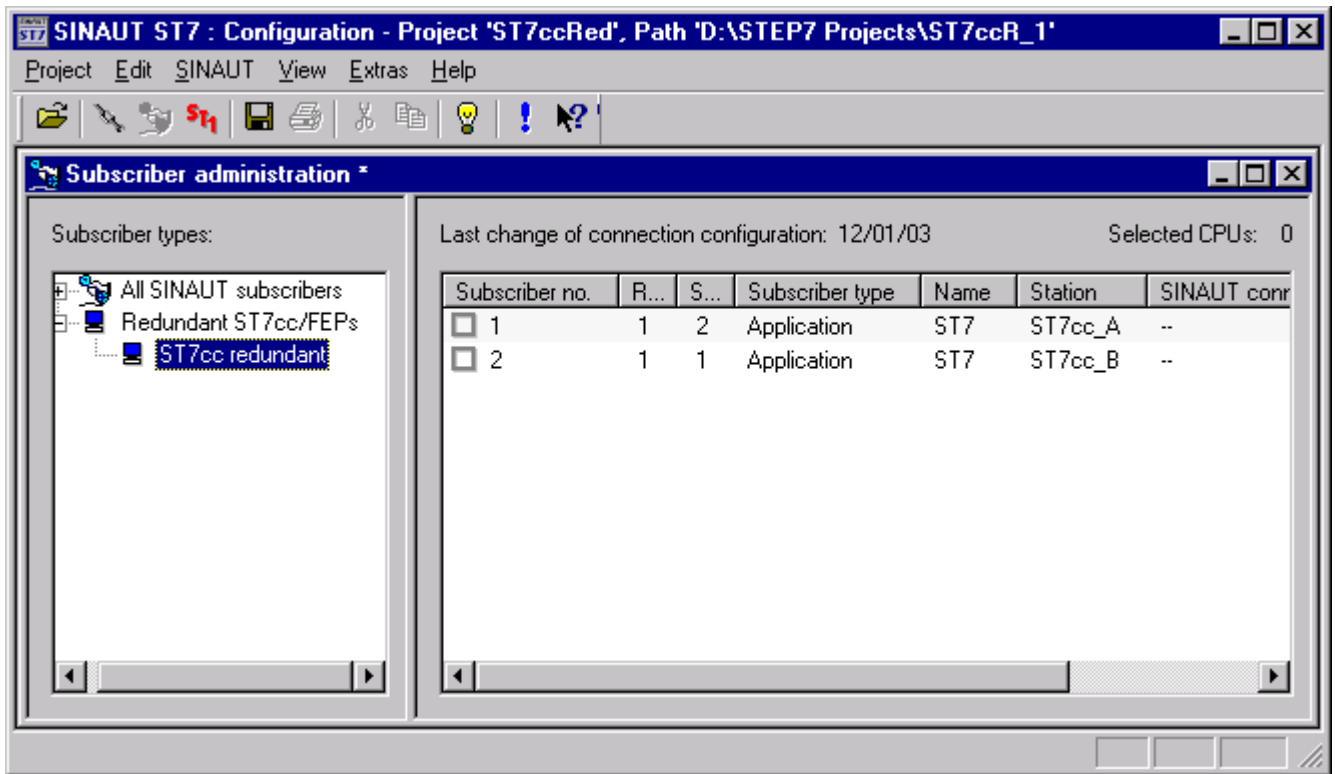 SINAUT ST7 : Configuration - Project 'ST7ccRed', Path 'D:\STEP7 Projects\ST7ccR_1'
Project Edit SINAUT View Extras Help
Subscriber administration *
Subscriber types:
Last change of connection configuration: 12/01/03 Selected CPUs: 0
All SINAUT subscribers
Redundant ST7cc/FEPs
ST7cc redundant
Subscriber no. R... S... Subscriber type Name Station SINAUT conr
1 1 2 Application ST7 ST7cc_A --
2 1 1 Application ST7 ST7cc_B --